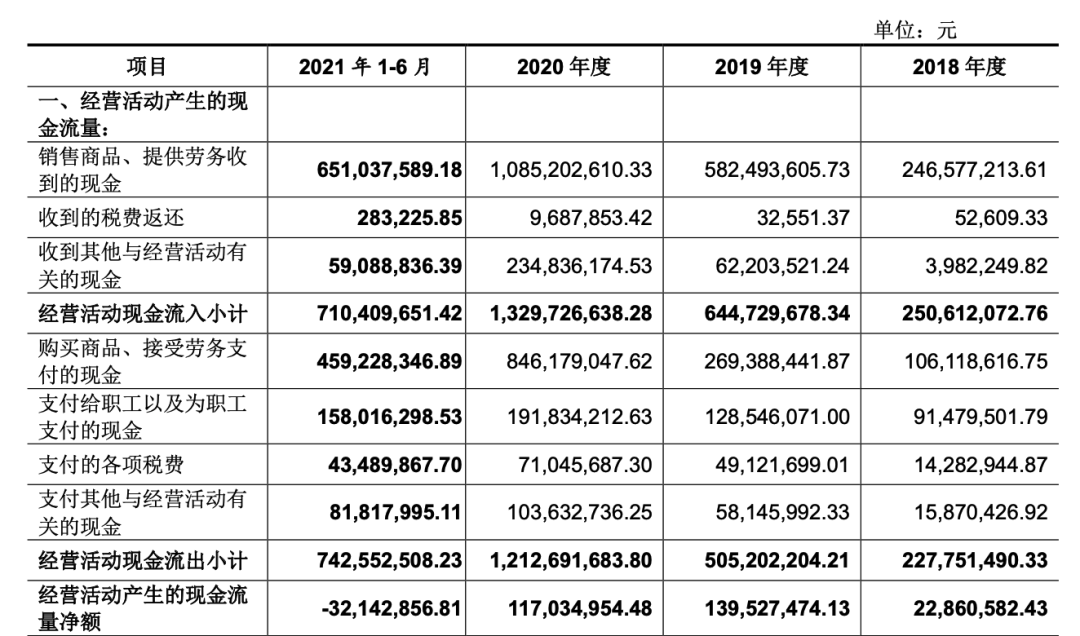 单位：元
项目 2021 年 1-6 月 2020 年度 2019 年度 2018 年度
一、经营活动产生的现
金流量：
销售商品、提供劳务收
到的现金 651,037,589.18 1,085,202,610.33 582,493,605.73 246,577,213.61
收到的税费返还 283,225.85 9,687,853.42 32,551.37 52,609.33
收到其他与经营活动有
关的现金 59,088,836.39 234,836,174.53 62,203,521.24 3,982,249.82
经营活动现金流入小计 710,409,651.42 1,329,726,638.28 644,729,678.34 250,612,072.76
购买商品、接受劳务支
付的现金 459,228,346.89 846,179,047.62 269,388,441.87 106,118,616.75
支付给职工以及为职工
支付的现金 158,016,298.53 191,834,212.63 128,546,071.00 91,479,501.79
支付的各项税费 43,489,867.70 71,045,687.30 49,121,699.01 14,282,944.87
支付其他与经营活动有
关的现金 81,817,995.11 103,632,736.25 58,145,992.33 15,870,426.92
经营活动现金流出小计 742,552,508.23 1,212,691,683.80 505,202,204.21 227,751,490.33
经营活动产生的现金流
量净额 -32,142,856.81 117,034,954.48 139,527,474.13 22,860,582.43